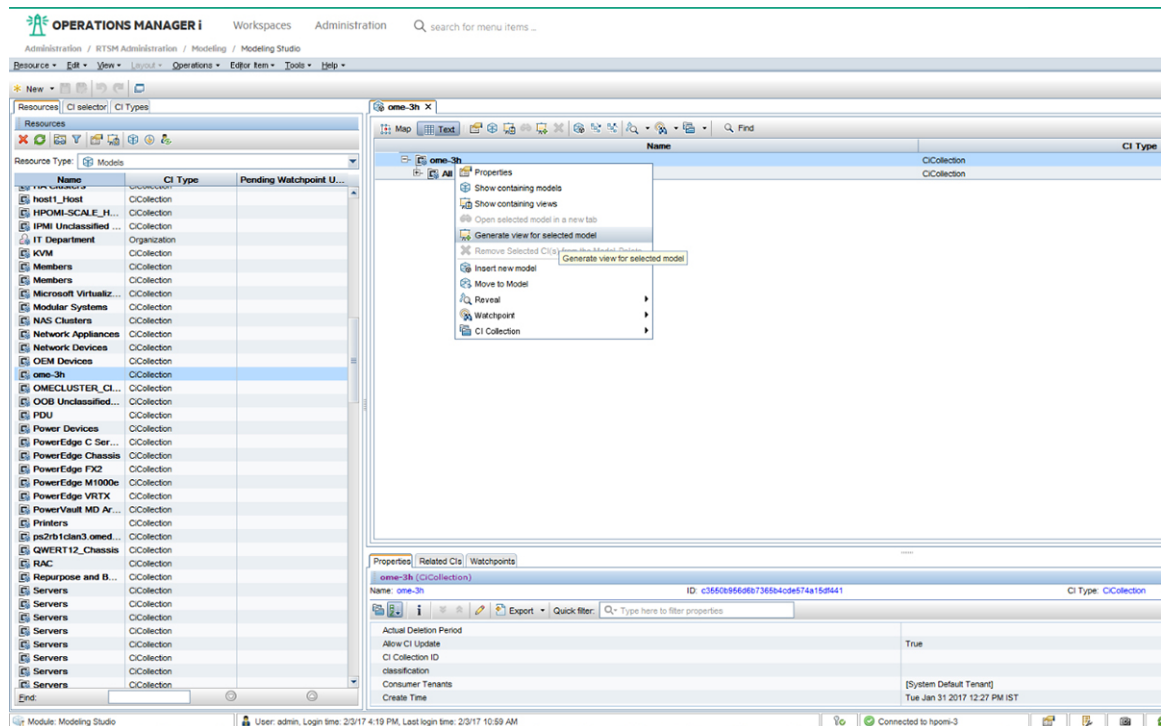 OPERATIONS MANAGER i Workspaces Administration search for menu items ...
Administration / RTSM Administration / Modeling / Modeling Studio
Resource Edit View Layout Operations Editor Item Tools Help
New
Resources CI selector CI Types
Resources
Resource Type: Models
Name CI Type Pending Watchpoint U...
HA Clusters CiCollection
host1_Host CiCollection
HPOMI-SCALE_H... CiCollection
IPMI Unclassified ... CiCollection
IT Department Organization
KVM CiCollection
Members CiCollection
Members CiCollection
Microsoft Virtualiz... CiCollection
Modular Systems CiCollection
NAS Clusters CiCollection
Network Appliances CiCollection
Network Devices CiCollection
OEM Devices CiCollection
ome-3h CiCollection
OMECLUSTER_CI... CiCollection
OOB Unclassified... CiCollection
PDU CiCollection
Power Devices CiCollection
PowerEdge C Ser... CiCollection
PowerEdge Chassis CiCollection
PowerEdge FX2 CiCollection
PowerEdge M1000e CiCollection
PowerEdge VRTX CiCollection
PowerVault MD Ar... CiCollection
Printers CiCollection
ps2rb1clan3.omed... CiCollection
QWERT12_Chassis CiCollection
RAC CiCollection
Repurpose and B... CiCollection
Servers CiCollection
Servers CiCollection
Servers CiCollection
Servers CiCollection
Servers CiCollection
Servers CiCollection
Servers CiCollection
Servers CiCollection
Find:
ome-3h X
Map Text Find
Name CI Type
ome-3h CiCollection
All CiCollection
Properties
Show containing models
Show containing views
Open selected model in a new tab
Generate view for selected model
Remove Selected CI(s) from the Model Delete
Generate view for selected model
Insert new model
Move to Model
Reveal
Watchpoint
CI Collection
Properties Related CIs Watchpoints
ome-3h (CiCollection)
Name: ome-3h ID: c3650b956d6b7365b4cde574a15df441 CI Type: CiCollection
Export Quick filter: Type here to filter properties
Actual Deletion Period
Allow CI Update True
CI Collection ID
classification
Consumer Tenants [System Default Tenant]
Create Time Tue Jan 31 2017 12:27 PM IST
Module: Modeling Studio User: admin, Login time: 2/3/17 4:19 PM, Last login time: 2/3/17 10:59 AM Connected to hpomi-3